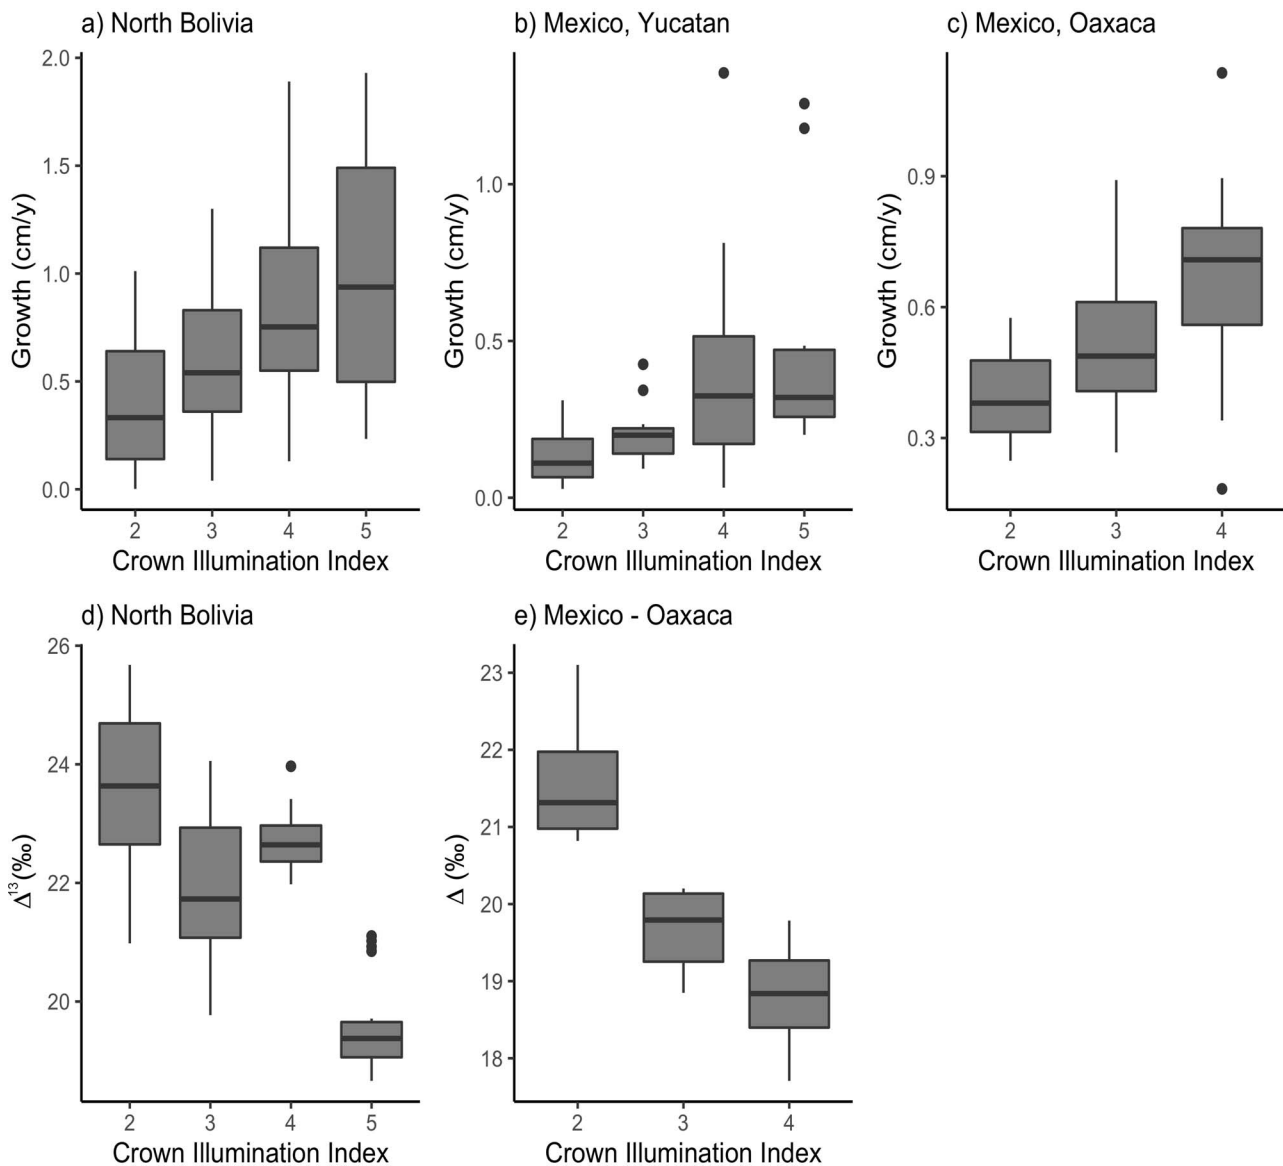 a) North Bolivia
b) Mexico, Yucatan
c) Mexico, Oaxaca
Growth (cm/y)
2.0
1.5
1.0
0.5
0.0
2 3 4 5
Crown Illumination Index
Growth (cm/y)
1.0
0.5
0.0
2 3 4 5
Crown Illumination Index
Growth (cm/y)
0.9
0.6
0.3
2 3 4
Crown Illumination Index
d) North Bolivia
e) Mexico - Oaxaca
Δ¹³(‰)
26
24
22
20
2 3 4 5
Crown Illumination Index
Δ (‰)
23
22
21
20
19
18
2 3 4
Crown Illumination Index